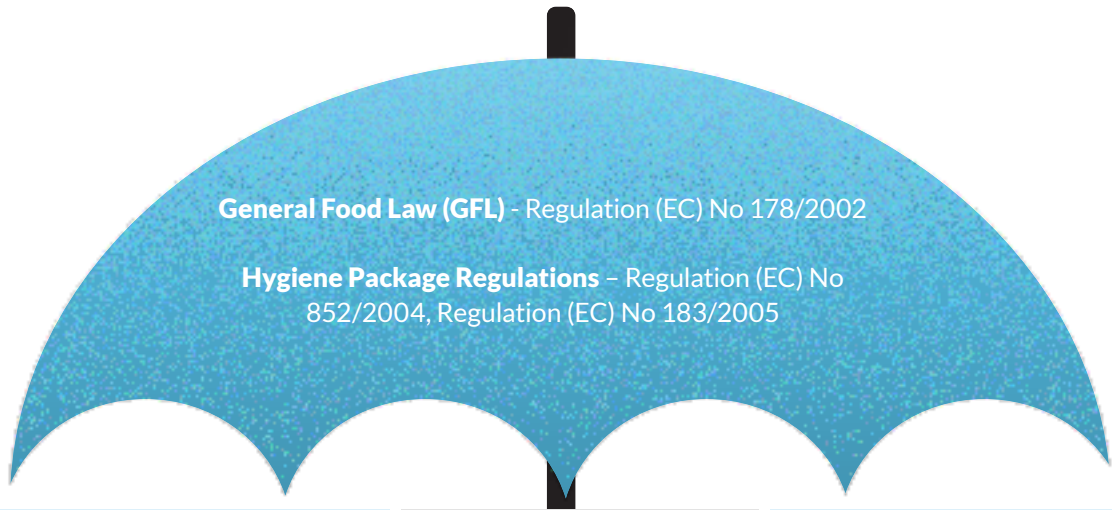 General Food Law (GFL) - Regulation (EC) No 178/2002
Hygiene Package Regulations – Regulation (EC) No
852/2004, Regulation (EC) No 183/2005